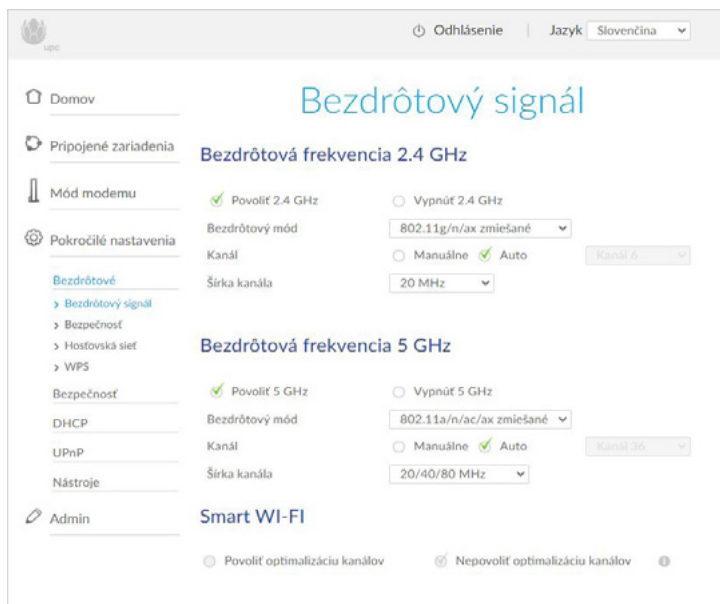 upc
Odhlásenie
Jazyk Slovenčina
Domov
Pripojené zariadenia
Mód modemu
Pokročilé nastavenia
Bezdrôtové
Bezdrôtový signál
Bezpečnosť
Hosťovská sieť
WPS
Bezpečnosť
DHCP
UPnP
Nástroje
Admin
Bezdrôtový signál
Bezdrôtová frekvencia 2.4 GHz
Povoliť 2.4 GHz Vypnúť 2.4 GHz
Bezdrôtový mód 802.11g/n/ax zmiešané
Kanál Manuálne Auto Kanál 6
Šírka kanála 20 MHz
Bezdrôtová frekvencia 5 GHz
Povoliť 5 GHz Vypnúť 5 GHz
Bezdrôtový mód 802.11a/n/ac/ax zmiešané
Kanál Manuálne Auto Kanál 36
Šírka kanála 20/40/80 MHz
Smart WI-FI
Povoliť optimalizáciu kanálov Nepovoliť optimalizáciu kanálov